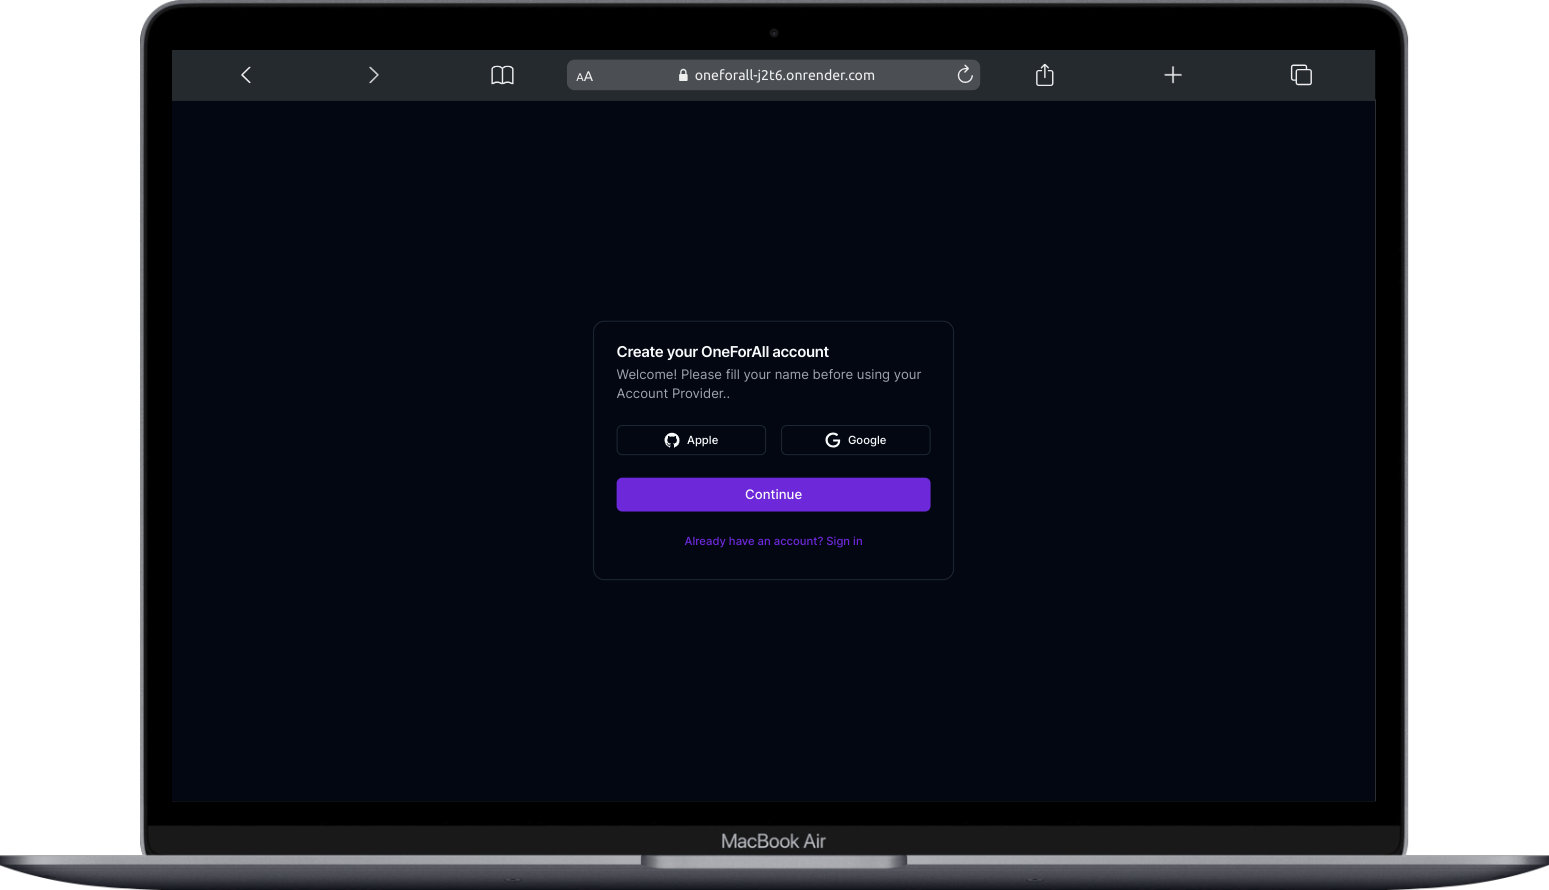 AA oneforall-j2t6.onrender.com
Create your OneForAll account
Welcome! Please fill your name before using your
Account Provider..
Apple Google
Continue
Already have an account? Sign in
MacBook Air